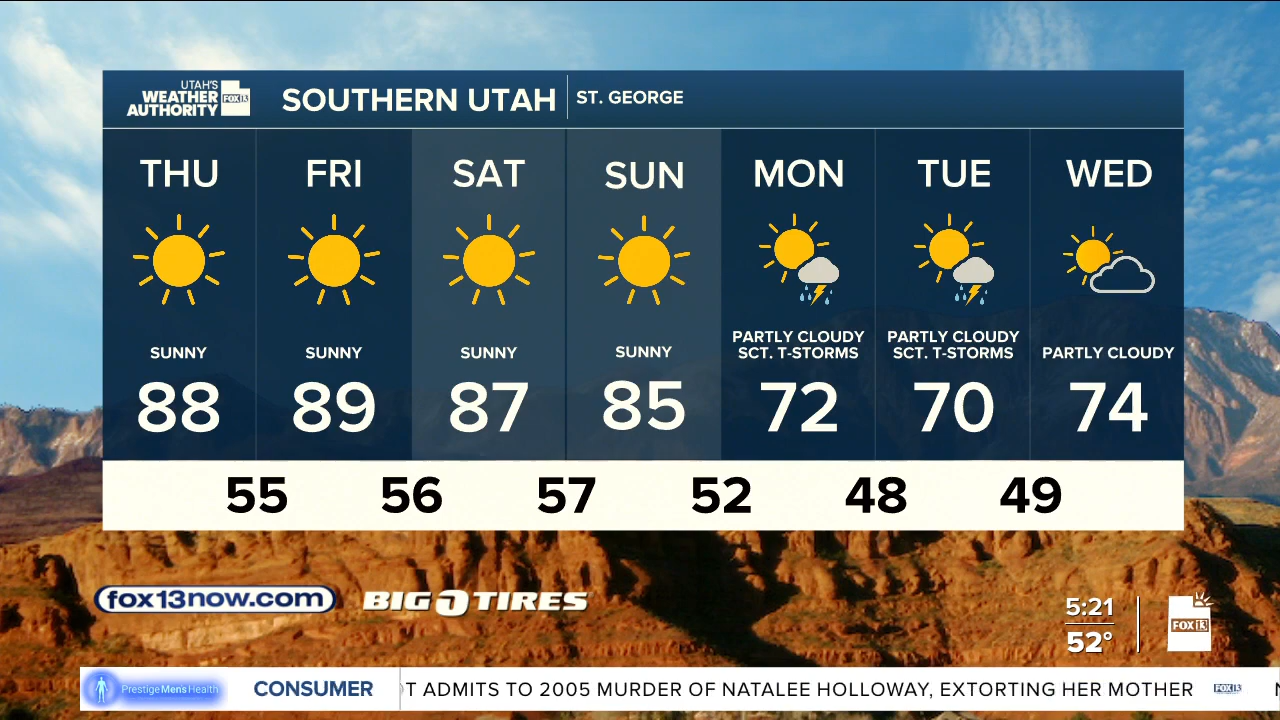 UTAH'S
WEATHER
AUTHORITY
FOX 13
SOUTHERN UTAH
ST. GEORGE
THU
FRI
SAT
SUN
MON
TUE
WED
SUNNY
SUNNY
SUNNY
SUNNY
PARTLY CLOUDY
SCT. T-STORMS
PARTLY CLOUDY
SCT. T-STORMS
PARTLY CLOUDY
88
89
87
85
72
70
74
55
56
57
52
48
49
fox13now.com
BIG O TIRES
5:21
52°
FOX 13
Prestige Men's Health
CONSUMER
T ADMITS TO 2005 MURDER OF NATALEE HOLLOWAY, EXTORTING HER MOTHER
FOX 13